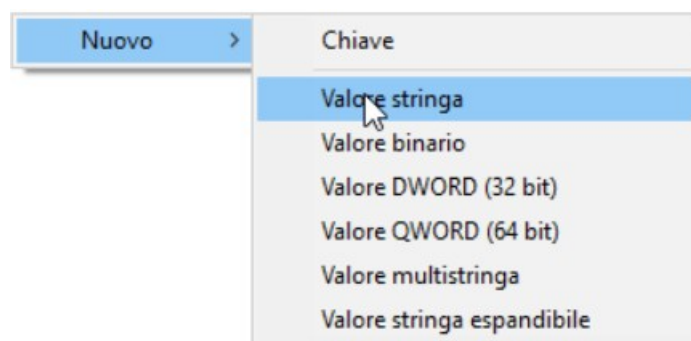 Nuovo
Chiave
Valore stringa
Valore binario
Valore DWORD (32 bit)
Valore QWORD (64 bit)
Valore multistringa
Valore stringa espandibile